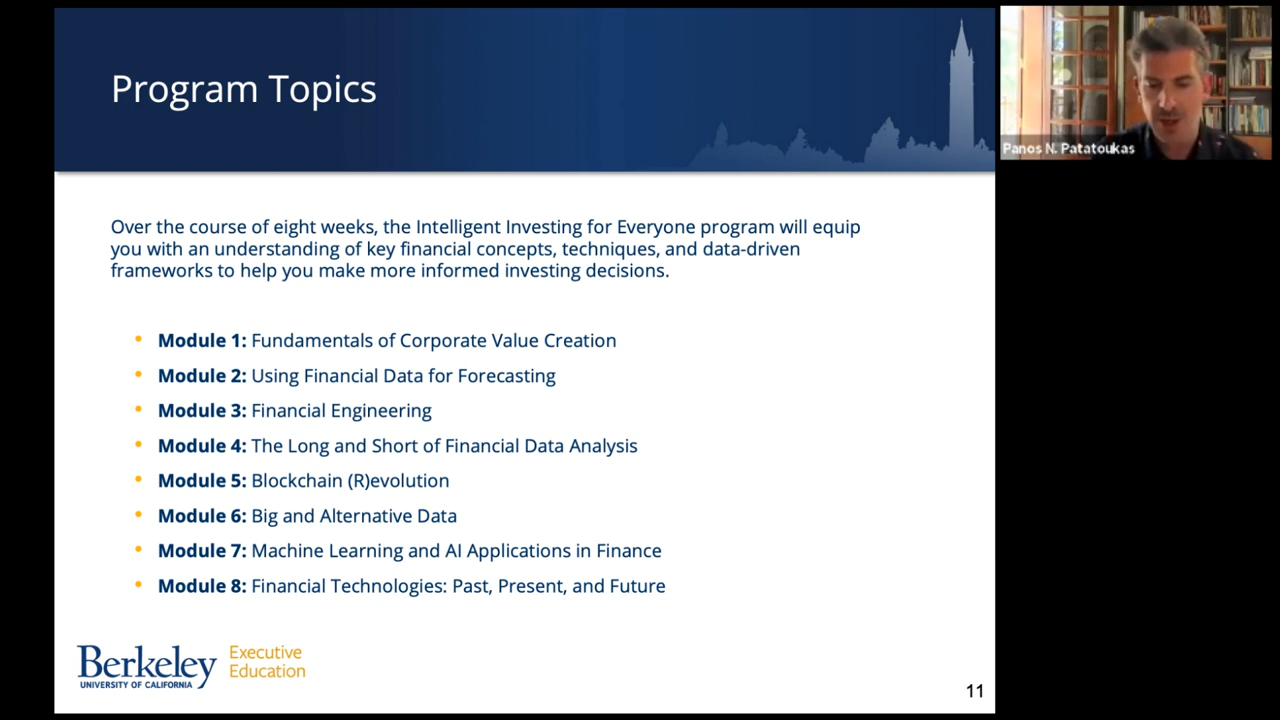 Program Topics
Panos N. Patatoukas
Over the course of eight weeks, the Intelligent Investing for Everyone program will equip
you with an understanding of key financial concepts, techniques, and data-driven
frameworks to help you make more informed investing decisions.
• Module 1: Fundamentals of Corporate Value Creation
• Module 2: Using Financial Data for Forecasting
• Module 3: Financial Engineering
• Module 4: The Long and Short of Financial Data Analysis
• Module 5: Blockchain (R)evolution
• Module 6: Big and Alternative Data
• Module 7: Machine Learning and AI Applications in Finance
• Module 8: Financial Technologies: Past, Present, and Future
Berkeley
UNIVERSITY OF CALIFORNIA
Executive
Education
11